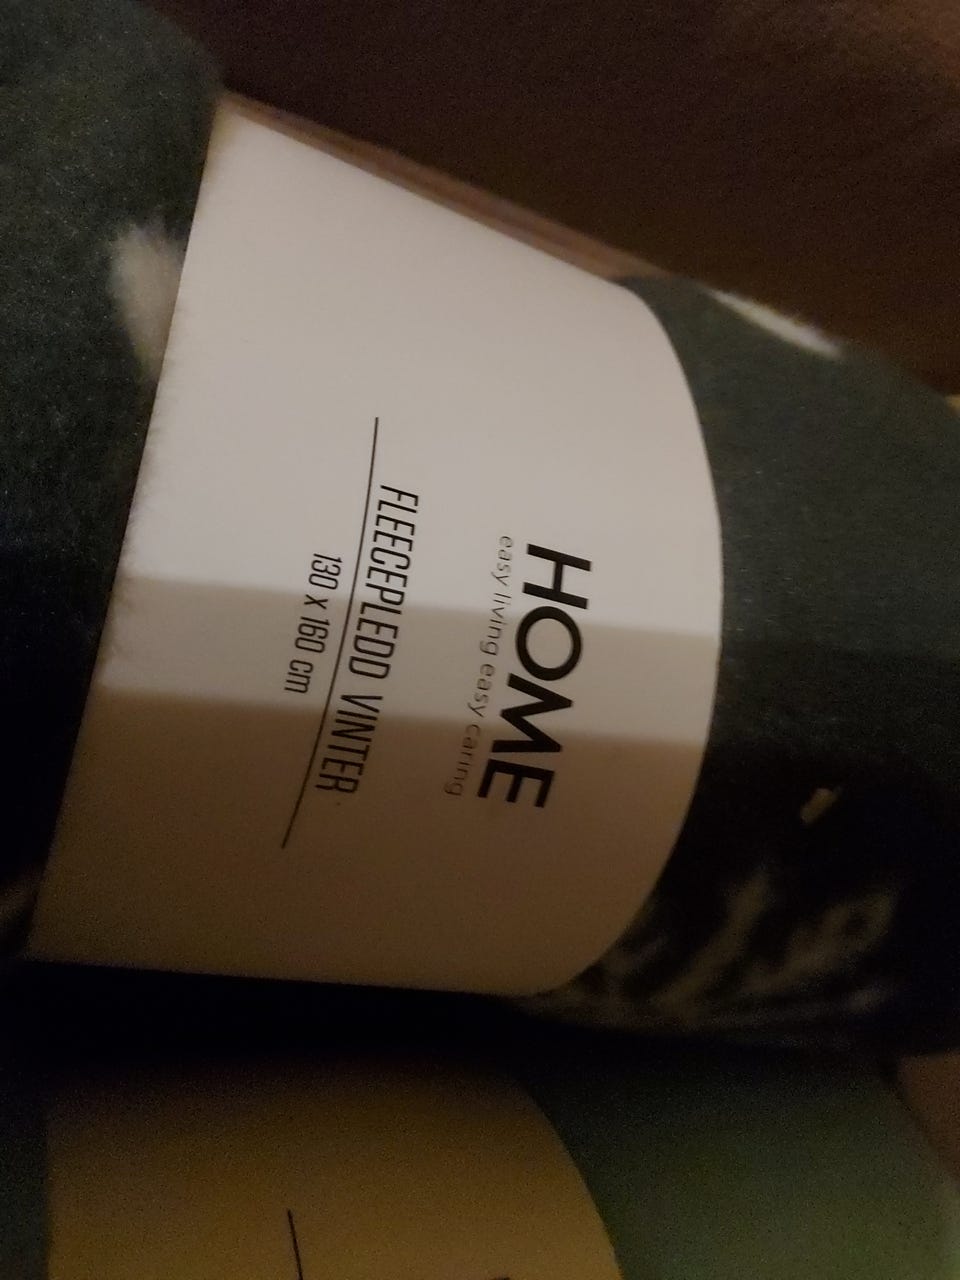 HOME
easy living easy caring
FLEECEPLEDD VINTER
130 x 160 cm